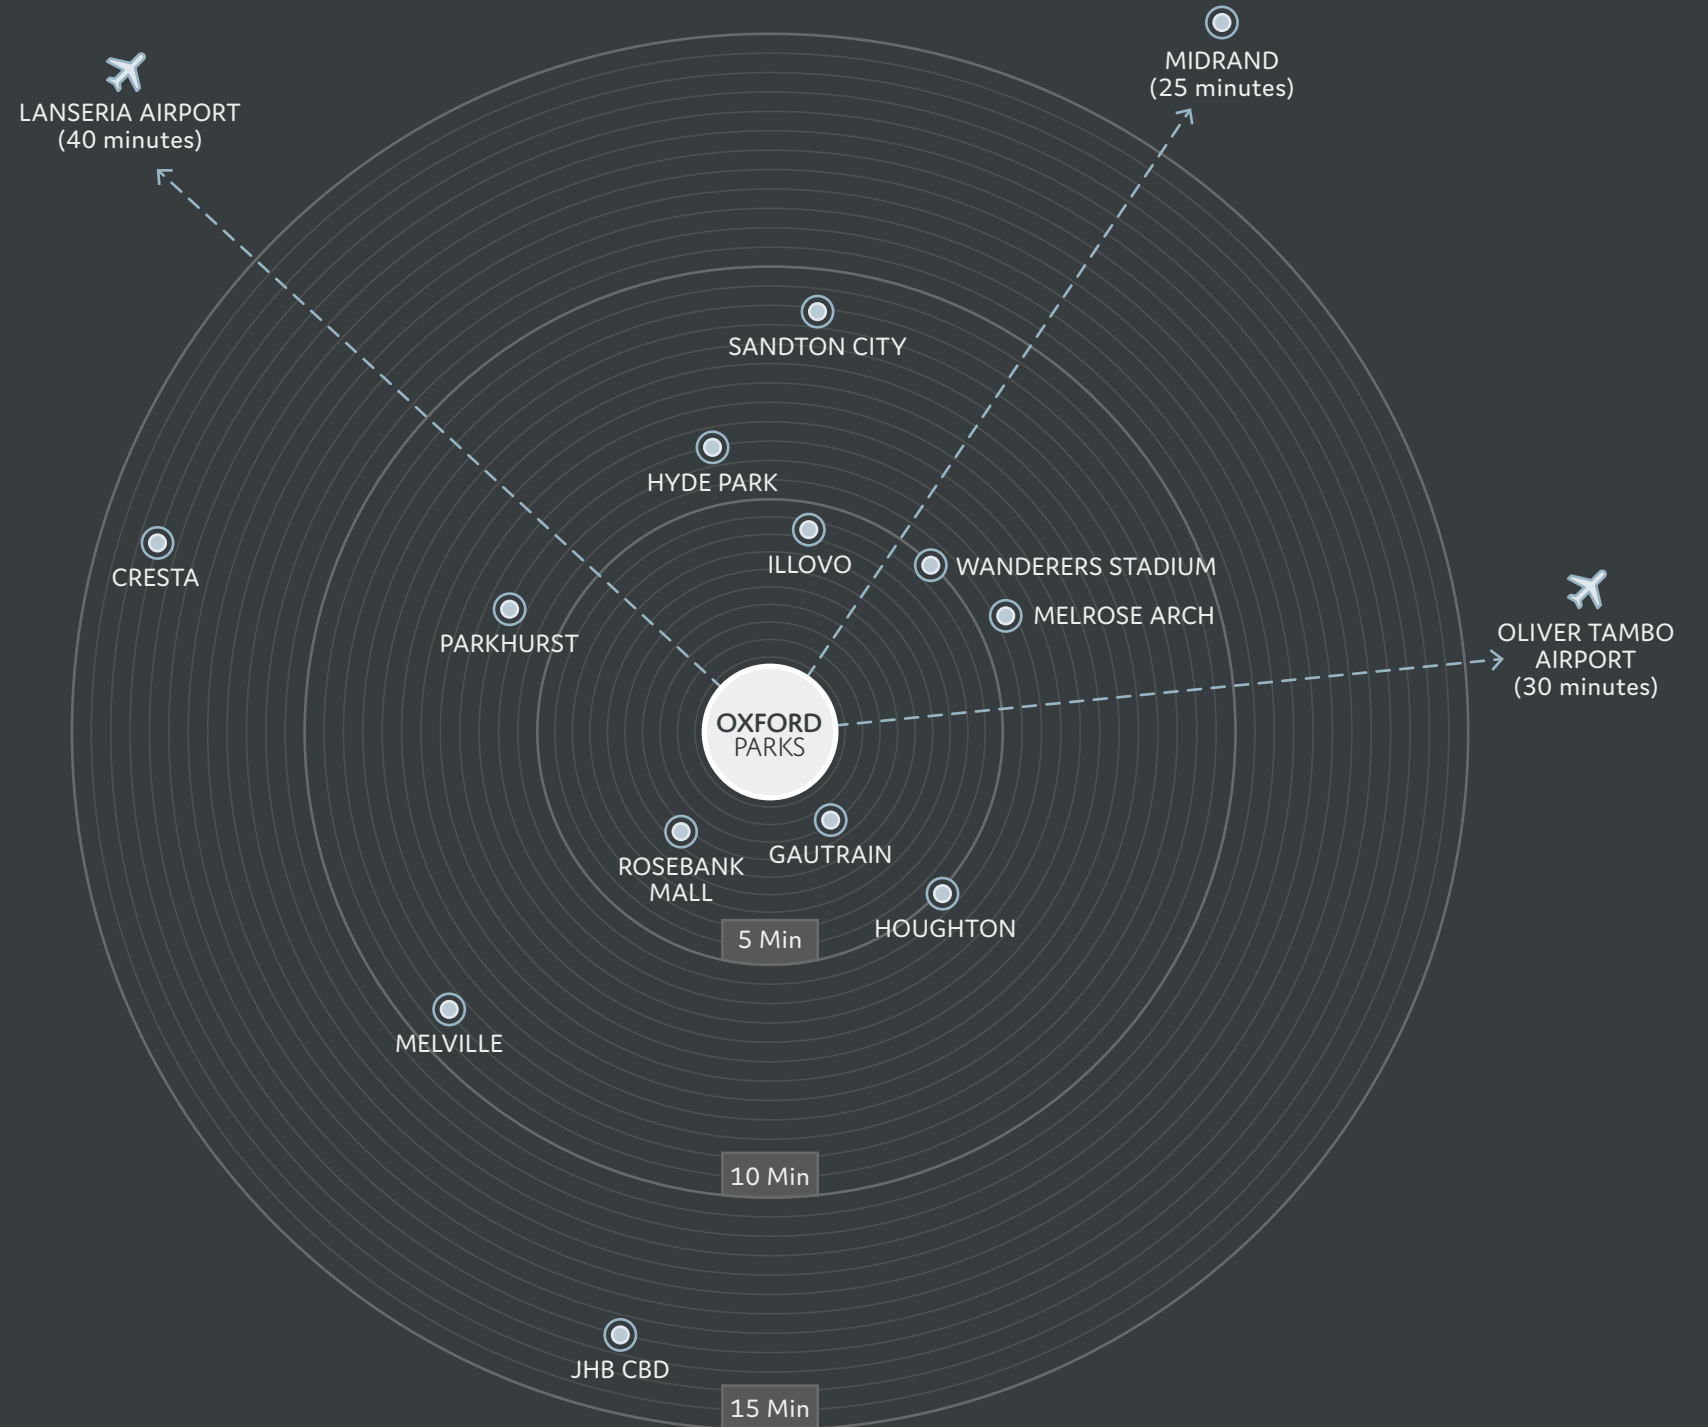 MIDRAND
(25 minutes)
LANSERIA AIRPORT
(40 minutes)
SANDTON CITY
HYDE PARK
ILLOVO
WANDERERS STADIUM
CRESTA
MELROSE ARCH
PARKHURST
OLIVER TAMBO
AIRPORT
(30 minutes)
OXFORD
PARKS
GAUTRAIN
ROSEBANK
MALL
HOUGHTON
5 Min
MELVILLE
10 Min
JHB CBD
15 Min